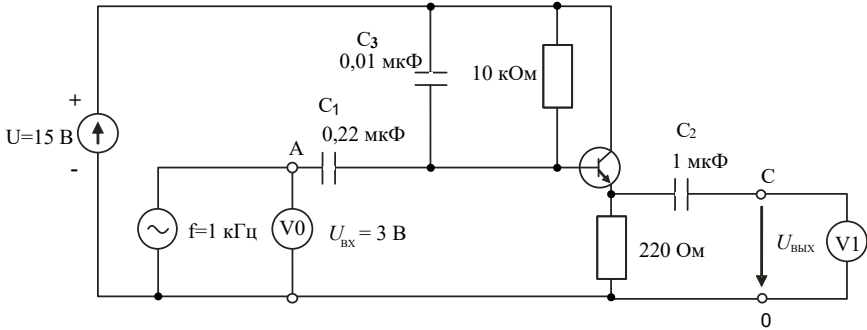 C₃
0,01 мкФ
10 кОм
+
U=15 В
-
C₁
0,22 мкФ
A
C₂
1 мкФ
C
f=1 кГц
V0
Uвх = 3 В
220 Ом
Uвых
V1
0